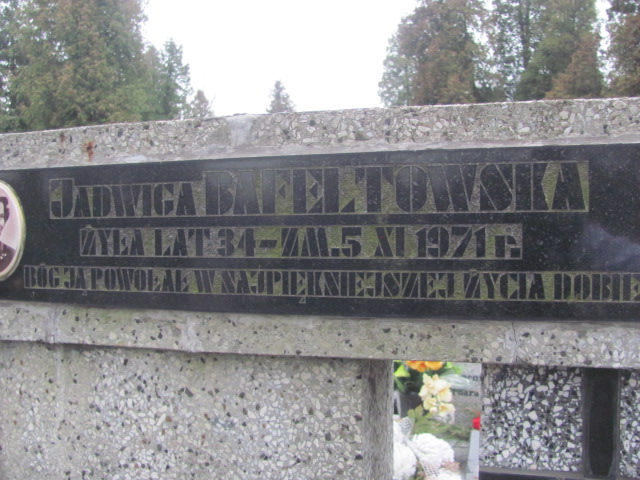 JADWIGA BAFELTOWSKA
ŻYŁA LAT 34-ZM. 5 XI 1971 r.
BÓG JĄ POWOŁAŁ W NAJPIĘKNIEJSZEJ ŻYCIA DOBIE